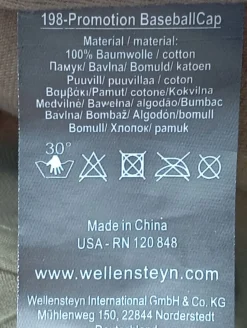 198-Promotion BaseballCap
Material / material:
100% Baumwolle / cotton
Памук/ Bavlna/ Bomuld/ katoen
Puuvill/ puuvillaa / coton
Βαμβάκι/Pamut/ cotone/Kokvilna
Medvilnė/ Bawełna/ algodão/Bumbac
Bavlna/ Bombaž/ Algodón/bomull
Bomull/ Хлопок/ pamuk
30°
Made in China
USA - RN 120 848
www.wellensteyn.com
Wellensteyn International GmbH & Co. KG
Mühlenweg 150, 22844 Norderstedt
Deutschland